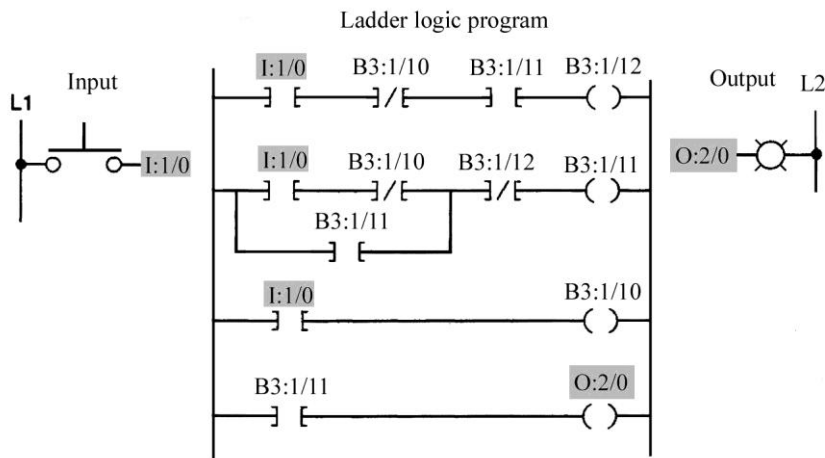 Ladder logic program
Input
Output
L1
L2
I:1/0
O:2/0
I:1/0 B3:1/10 B3:1/11 B3:1/12
I:1/0 B3:1/10 B3:1/12 B3:1/11
B3:1/11
I:1/0 B3:1/10
B3:1/11 O:2/0